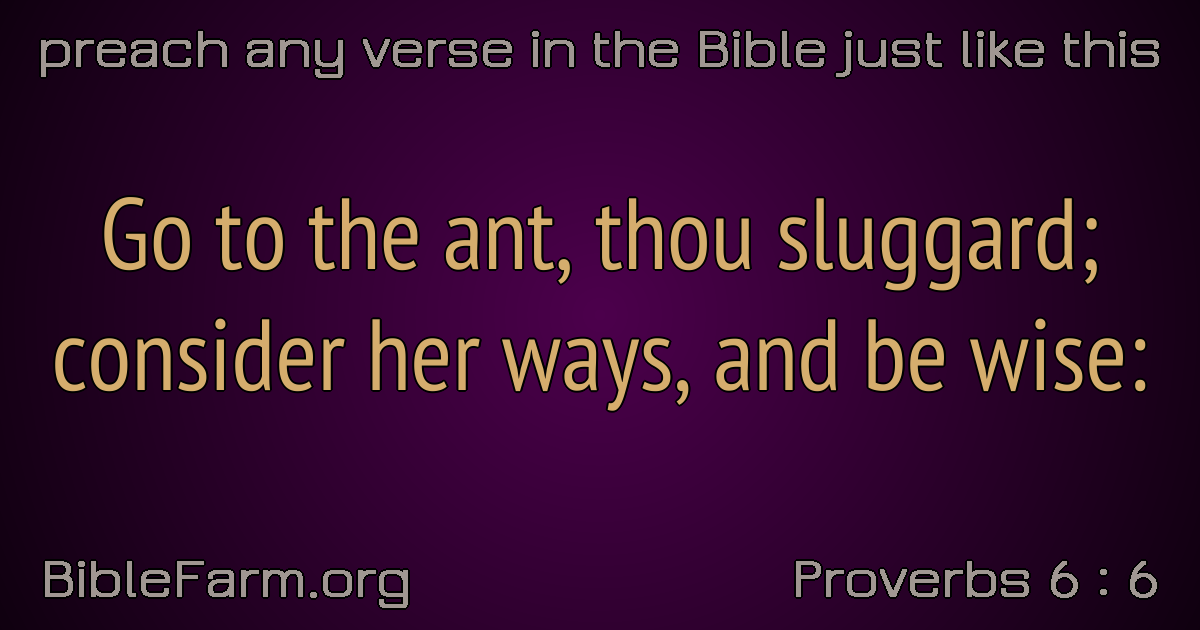 preach any verse in the Bible just like this
Go to the ant, thou sluggard;
consider her ways, and be wise:
BibleFarm.org
Proverbs 6 : 6